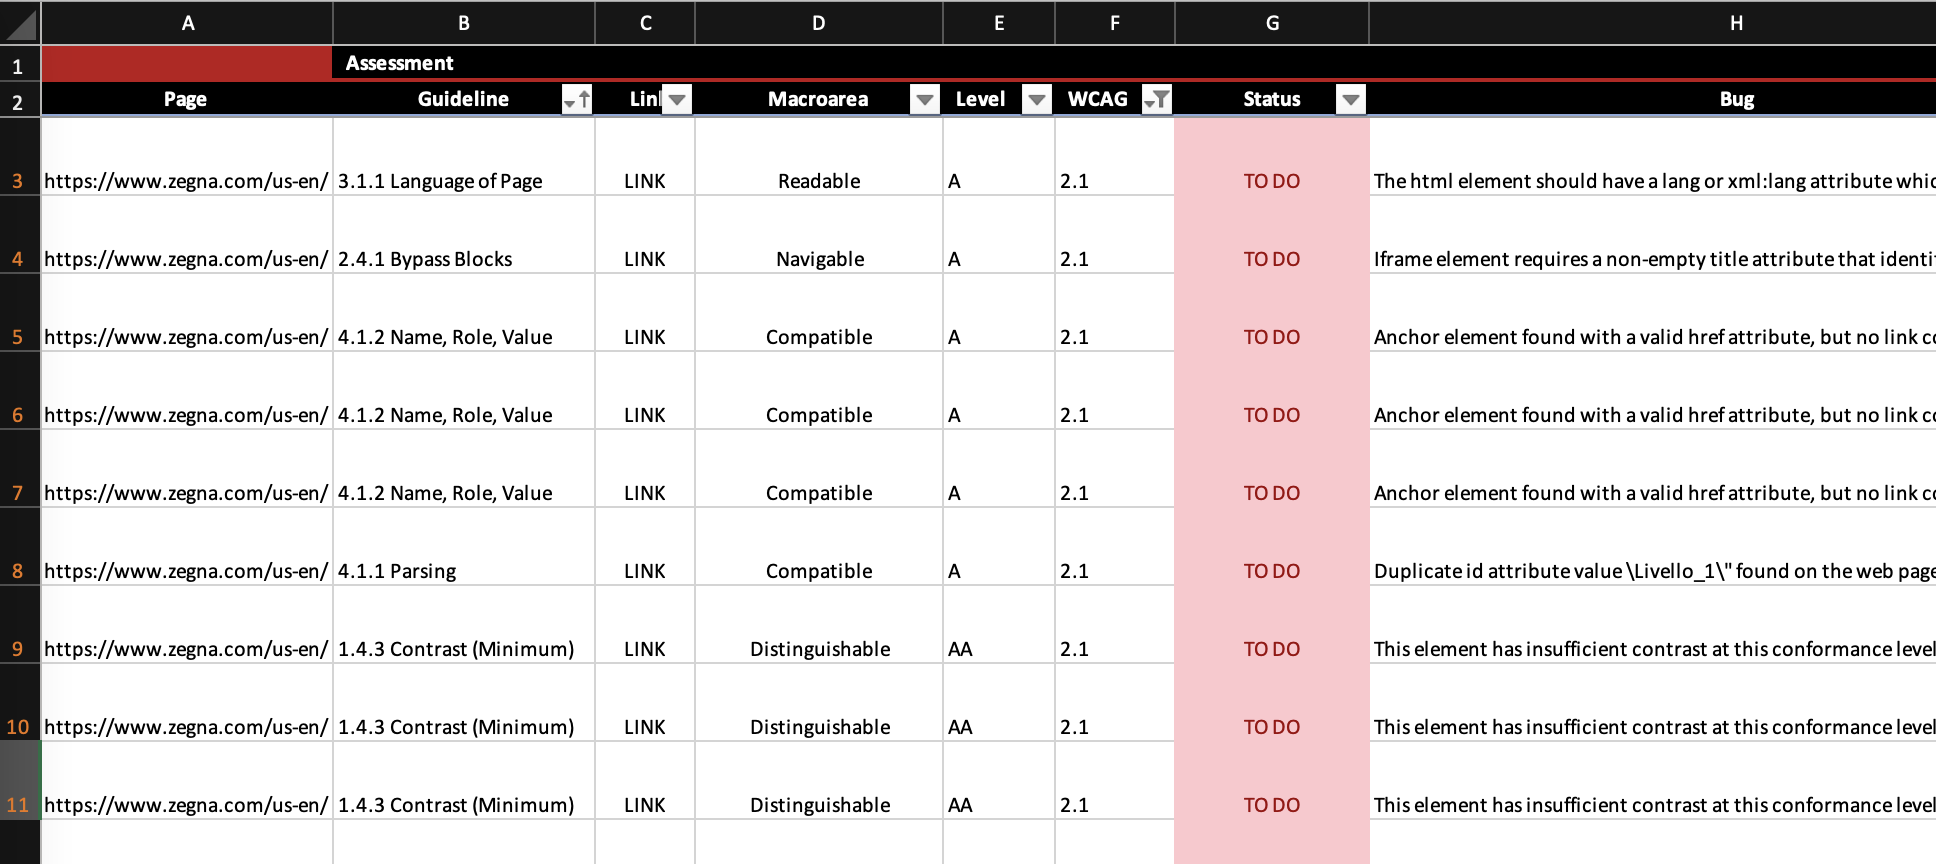 A B C D E F G H
1 Assessment
2 Page Guideline Link Macroarea Level WCAG Status Bug
3 https://www.zegna.com/us-en/ 3.1.1 Language of Page LINK Readable A 2.1 TO DO The html element should have a lang or xml:lang attribute
4 https://www.zegna.com/us-en/ 2.4.1 Bypass Blocks LINK Navigable A 2.1 TO DO Iframe element requires a non-empty title attribute that
5 https://www.zegna.com/us-en/ 4.1.2 Name, Role, Value LINK Compatible A 2.1 TO DO Anchor element found with a valid href attribute, but no link
6 https://www.zegna.com/us-en/ 4.1.2 Name, Role, Value LINK Compatible A 2.1 TO DO Anchor element found with a valid href attribute, but no link
7 https://www.zegna.com/us-en/ 4.1.2 Name, Role, Value LINK Compatible A 2.1 TO DO Anchor element found with a valid href attribute, but no link
8 https://www.zegna.com/us-en/ 4.1.1 Parsing LINK Compatible A 2.1 TO DO Duplicate id attribute value \Livello_1\" found on the web page
9 https://www.zegna.com/us-en/ 1.4.3 Contrast (Minimum) LINK Distinguishable AA 2.1 TO DO This element has insufficient contrast at this conformance level
10 https://www.zegna.com/us-en/ 1.4.3 Contrast (Minimum) LINK Distinguishable AA 2.1 TO DO This element has insufficient contrast at this conformance level
11 https://www.zegna.com/us-en/ 1.4.3 Contrast (Minimum) LINK Distinguishable AA 2.1 TO DO This element has insufficient contrast at this conformance level